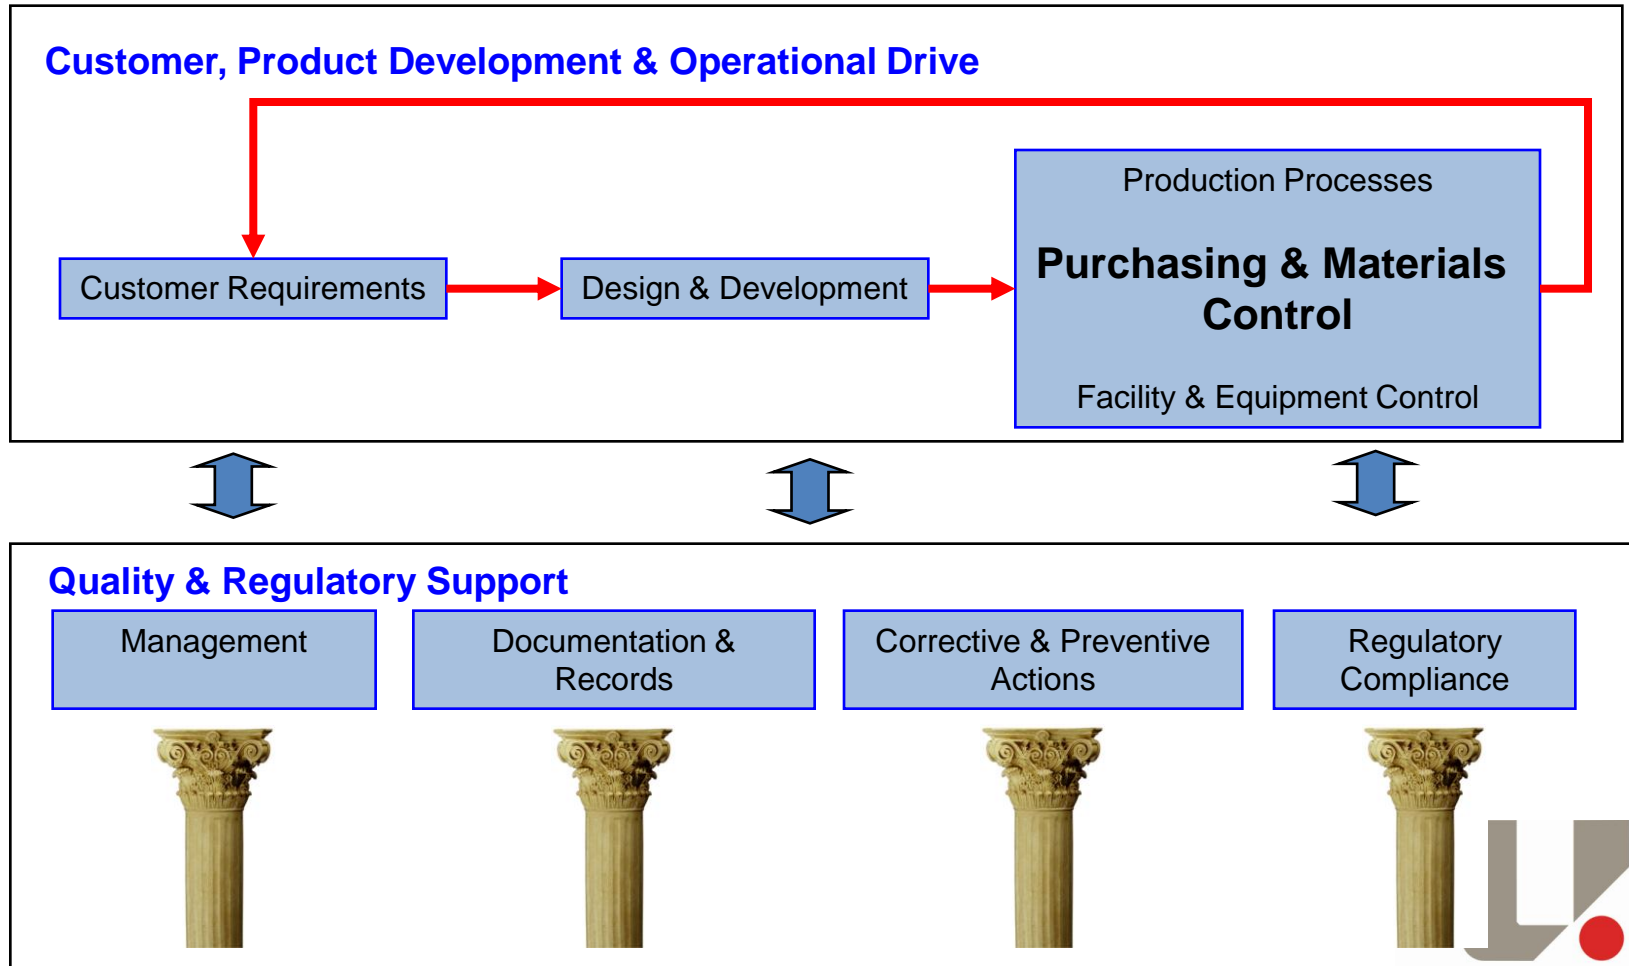 Customer, Product Development & Operational Drive
Customer Requirements
Design & Development
Production Processes
Purchasing & Materials
Control
Facility & Equipment Control
Quality & Regulatory Support
Management
Documentation &
Records
Corrective & Preventive
Actions
Regulatory
Compliance